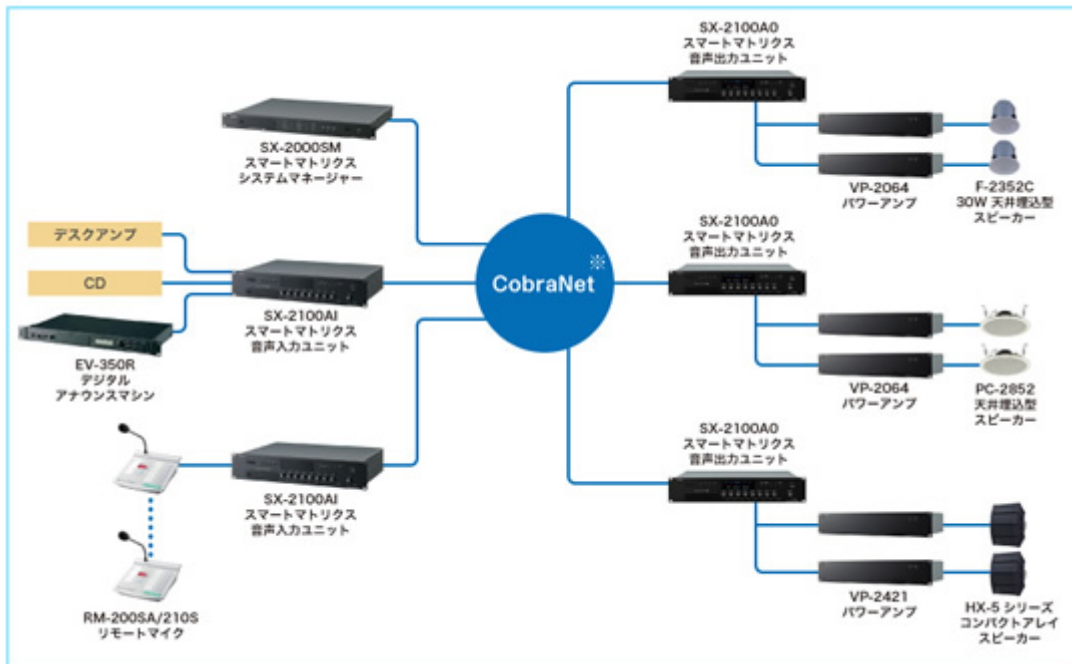 SX-2100AO
スマートマトリクス
音声出力ユニット
SX-2000SM
スマートマトリクス
システムマネージャー
VP-2064
パワーアンプ
F-2352C
30W 天井埋込型
スピーカー
デスクアンプ
CD
EV-350R
デジタル
アナウンスマシン
SX-2100AI
スマートマトリクス
音声入力ユニット
CobraNet※
SX-2100AO
スマートマトリクス
音声出力ユニット
VP-2064
パワーアンプ
PC-2852
天井埋込型
スピーカー
SX-2100AI
スマートマトリクス
音声入力ユニット
RM-200SA/210S
リモートマイク
SX-2100AO
スマートマトリクス
音声出力ユニット
VP-2421
パワーアンプ
HX-5 シリーズ
コンパクトアレイ
スピーカー